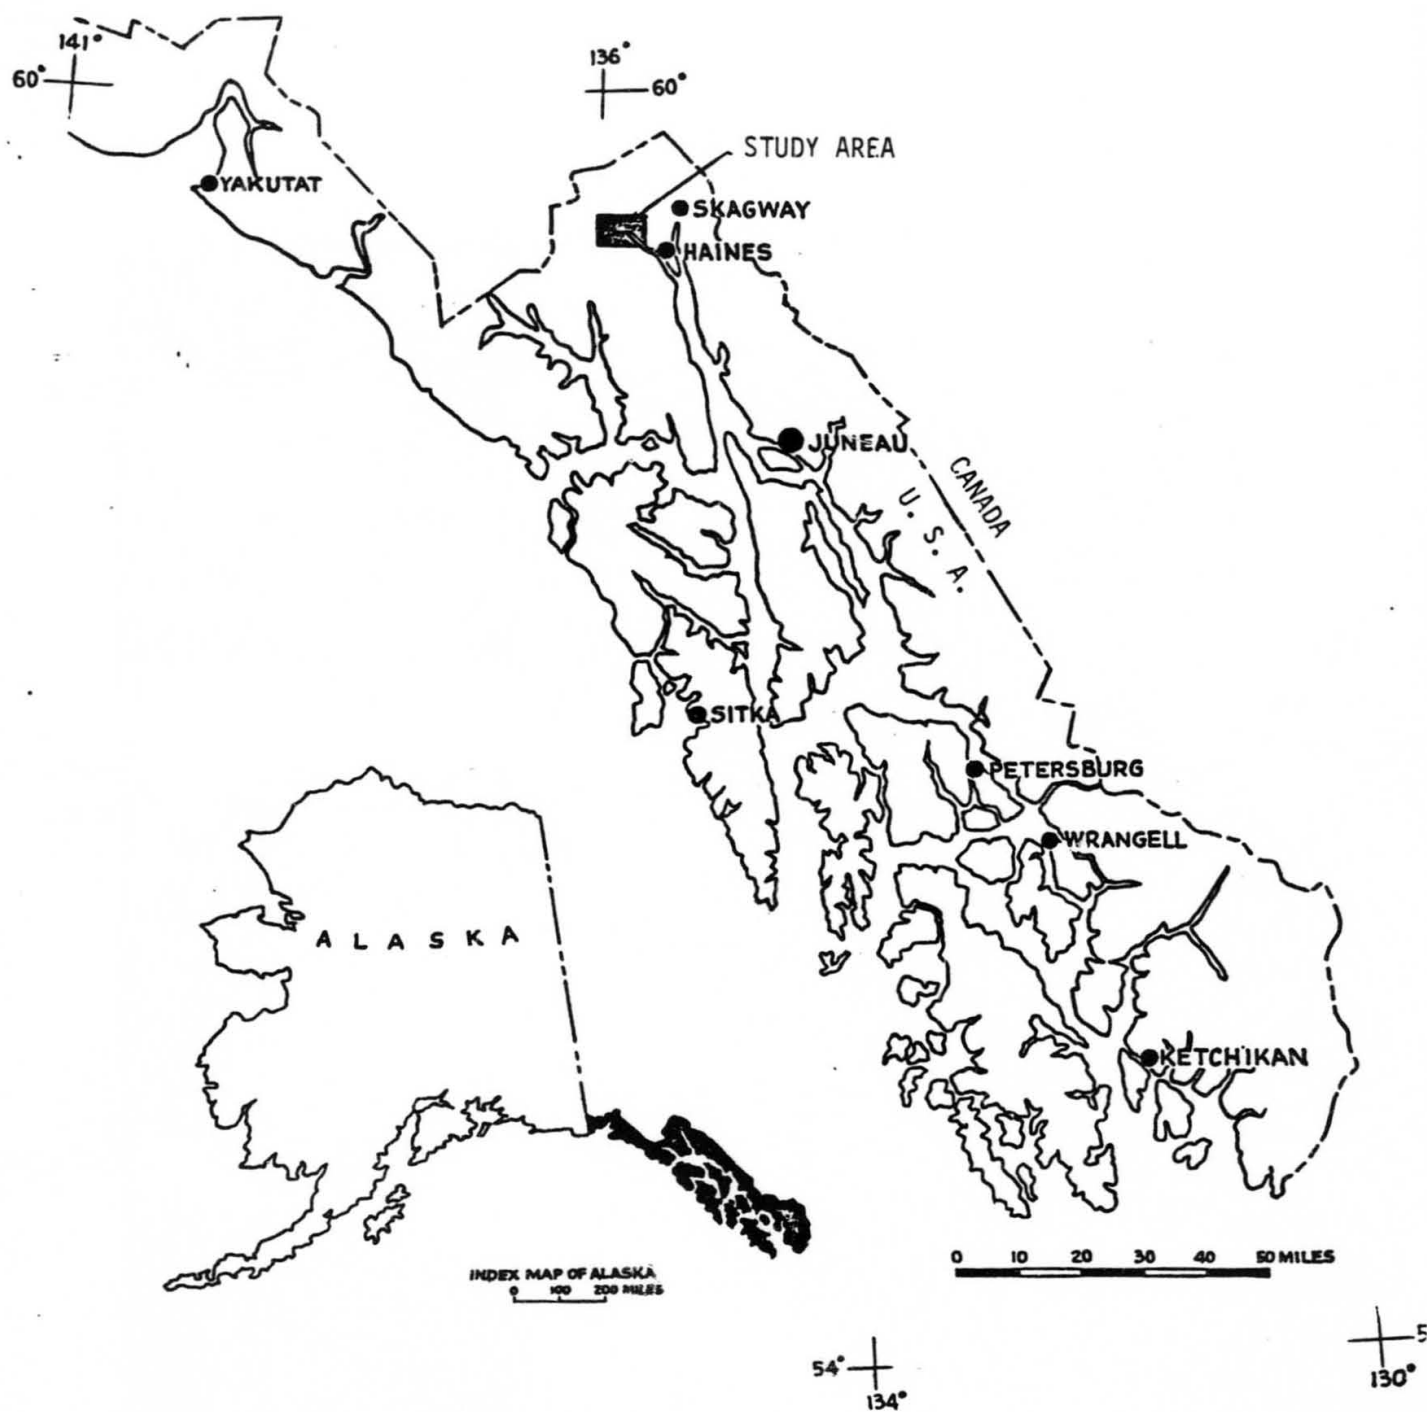 141°
60°
136°
60°
STUDY AREA
YAKUTAT
SKAGWAY
HAINES
JUNEAU
CANADA
U. S. A.
SITKA
PETERSBURG
WRANGELL
ALASKA
KETCHIKAN
INDEX MAP OF ALASKA
0 100 200 MILES
0 10 20 30 40 50 MILES
54°
134°
5
130°